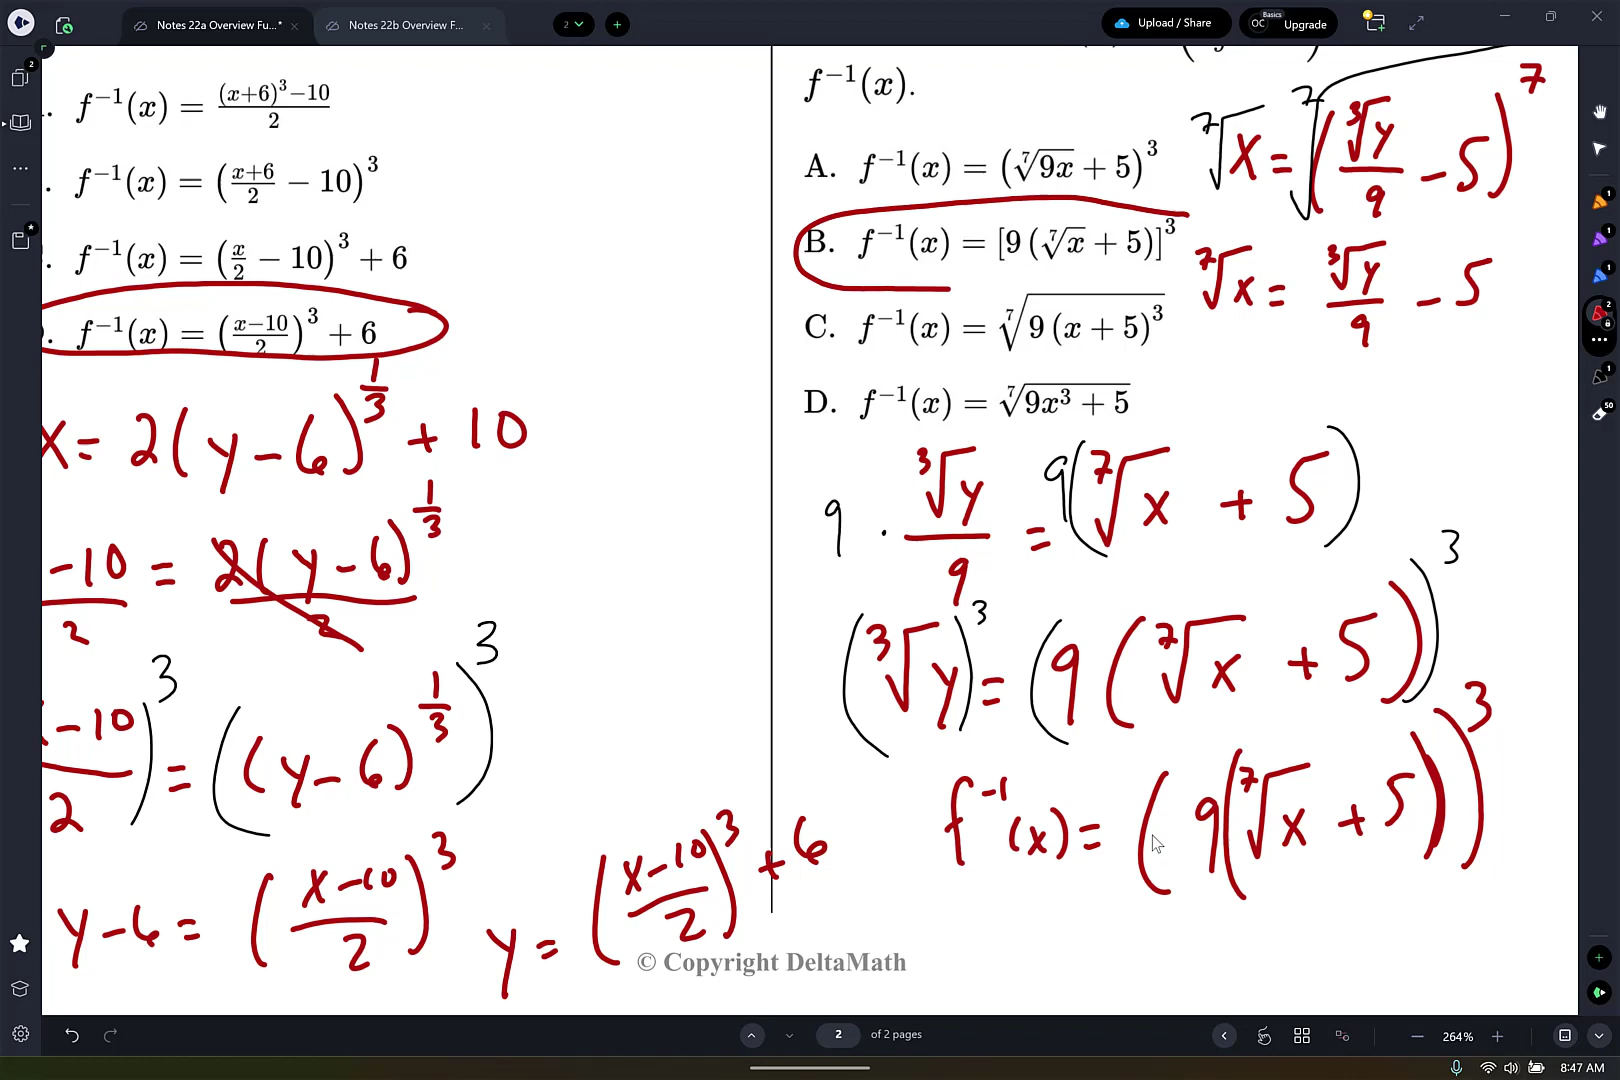 Notes 22a Overview Fu...*
Notes 22b Overview F...
2
Upload / Share
OC
Basics
Upgrade
. f⁻¹(x) = ((x+6)³−10)/2
. f⁻¹(x) = ((x+6)/2 − 10)³
. f⁻¹(x) = (x/2 − 10)³ + 6
. f⁻¹(x) = ((x−10)/2)³ + 6
x = 2(y−6)^(1/3) + 10
−10/2 = 2(y−6)^(1/3)/2
(−10/2)³ = ((y−6)^(1/3))³
y−6 = ((x−10)/2)³
y = ((x−10)/2)³ + 6
f⁻¹(x).
A. f⁻¹(x) = (⁷√(9x) + 5)³
B. f⁻¹(x) = [9 (⁷√x + 5)]³
C. f⁻¹(x) = ⁷√(9 (x + 5)³)
D. f⁻¹(x) = ⁷√(9x³ + 5)
⁷√x = ⁷√(³√y/9 − 5)⁷
⁷√x = ³√y/9 − 5
9 · ³√y/9 = 9(⁷√x + 5)
(³√y)³ = (9(⁷√x + 5))³
f⁻¹(x) = (9(⁷√x + 5))³
© Copyright DeltaMath
2
of 2 pages
264%
8:47 AM